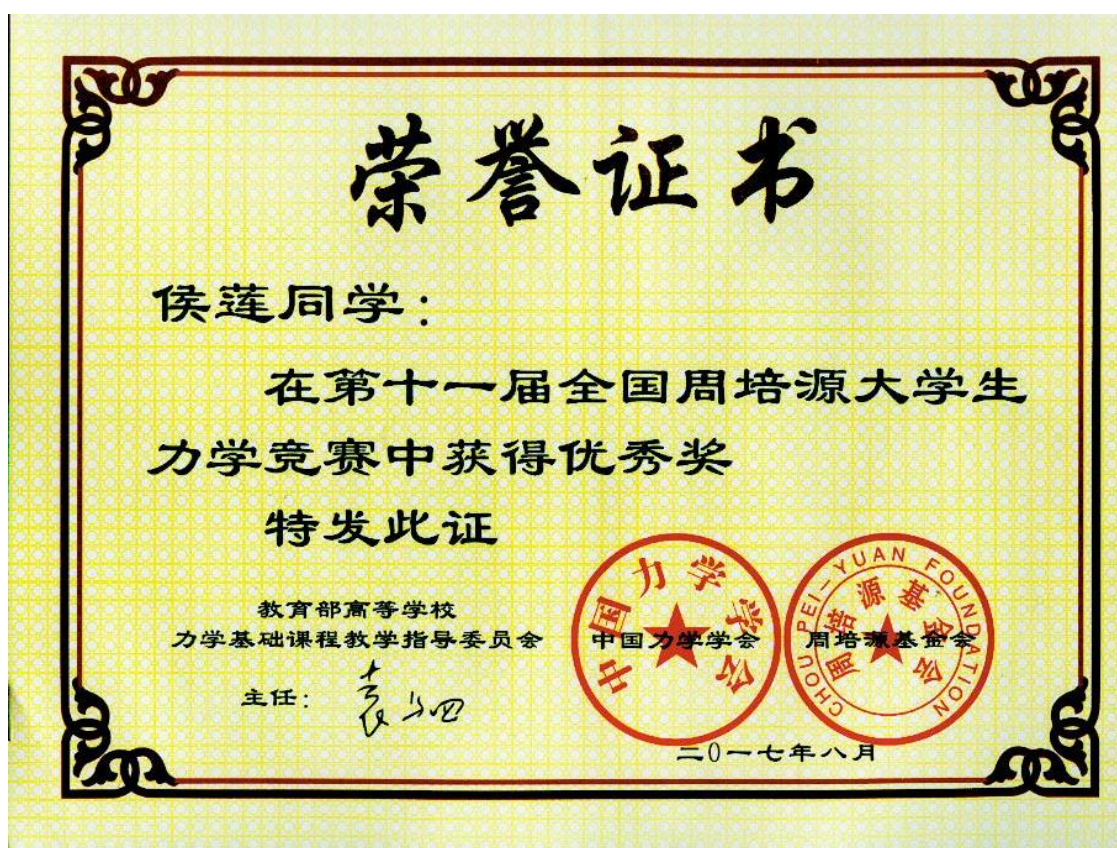 荣誉证书
侯莲同学:
在第十一届全国周培源大学生
力学竞赛中获得优秀奖
特发此证
教育部高等学校
力学基础课程教学指导委员会
中国力学学会
周培源基金会
主任:
二0一七年八月
中国力学学会
CHOU PEI-YUAN FOUNDATION
周培源基金会